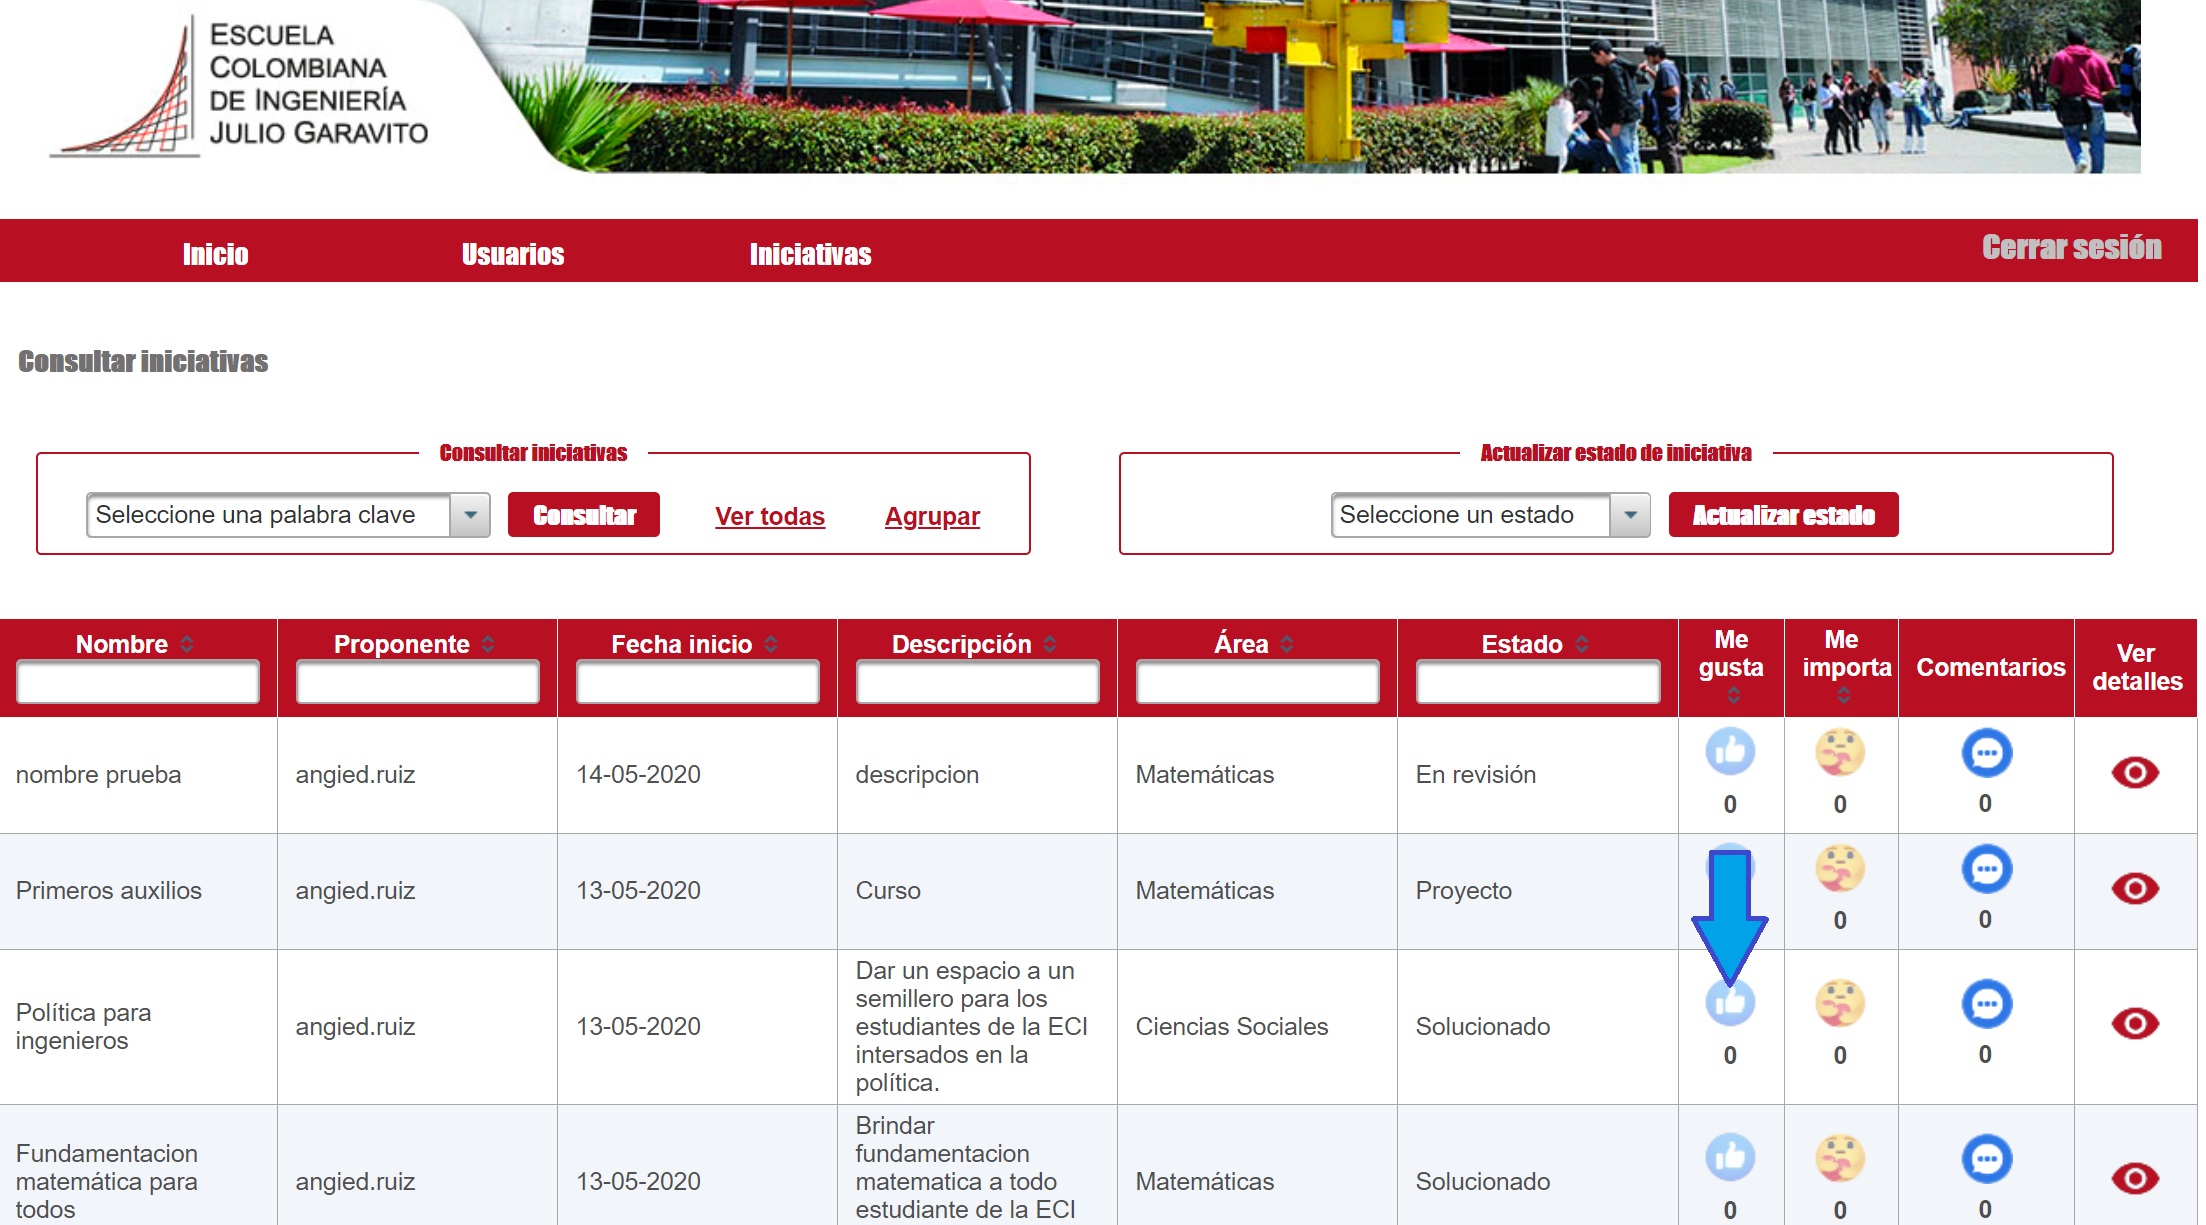 ESCUELA
COLOMBIANA
DE INGENIERÍA
JULIO GARAVITO
Inicio Usuarios Iniciativas Cerrar sesión
Consultar iniciativas
Consultar iniciativas
Seleccione una palabra clave Consultar Ver todas Agrupar
Actualizar estado de iniciativa
Seleccione un estado Actualizar estado
Nombre Proponente Fecha inicio Descripción Área Estado Me gusta Me importa Comentarios Ver detalles
nombre prueba angied.ruiz 14-05-2020 descripcion Matemáticas En revisión 0 0 0
Primeros auxilios angied.ruiz 13-05-2020 Curso Matemáticas Proyecto 0 0
Política para
ingenieros
angied.ruiz 13-05-2020
Dar un espacio a un
semillero para los
estudiantes de la ECI
intersados en la
política.
Ciencias Sociales Solucionado 0 0 0
Fundamentacion
matemática para
todos
angied.ruiz 13-05-2020
Brindar
fundamentacion
matematica a todo
estudiante de la ECI
Matemáticas Solucionado 0 0 0